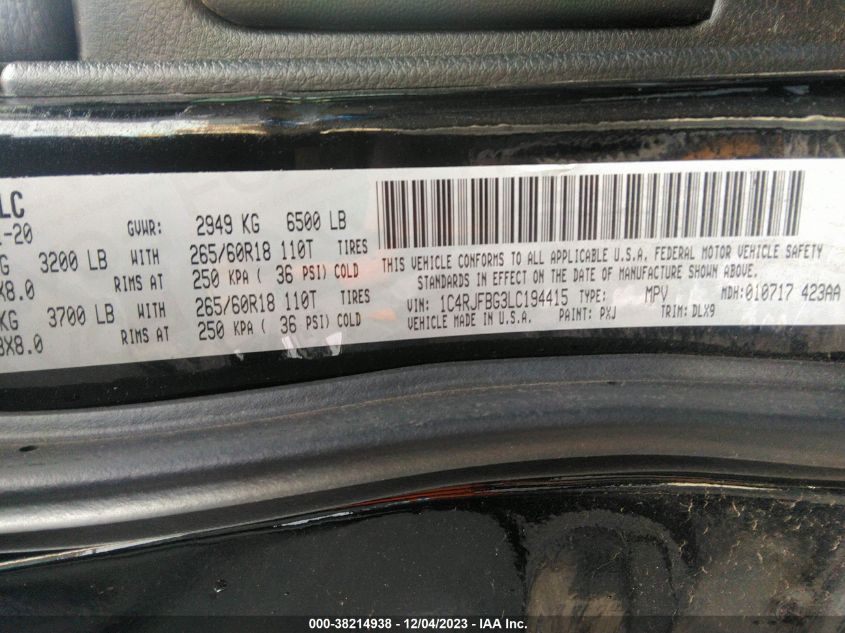 LC
1-20
GVWR: 2949 KG 6500 LB
G 3200 LB WITH 265/60R18 110T TIRES
X8.0 RIMS AT 250 KPA ( 36 PSI) COLD
KG 3700 LB WITH 265/60R18 110T TIRES
8X8.0 RIMS AT 250 KPA ( 36 PSI) COLD
THIS VEHICLE CONFORMS TO ALL APPLICABLE U.S.A. FEDERAL MOTOR VEHICLE SAFETY
STANDARDS IN EFFECT ON THE DATE OF MANUFACTURE SHOWN ABOVE.
VIN: 1C4RJFBG3LC194415 TYPE: MPV MDH: 010717 423AA
VEHICLE MADE IN U.S.A. PAINT: PXJ TRIM: DLX9
000-38214938 - 12/04/2023 - IAA Inc.